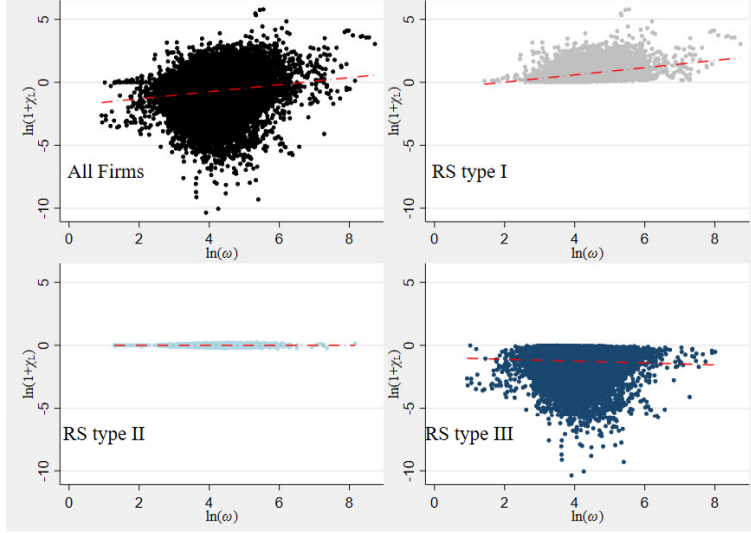 ln(1+χL)
5
0
-5
-10
All Firms
0 2 4 6 8
ln(ω)
ln(1+χL)
5
0
-5
-10
RS type I
0 2 4 6 8
ln(ω)
ln(1+χL)
5
0
-5
-10
RS type II
0 2 4 6 8
ln(ω)
ln(1+χL)
5
0
-5
-10
RS type III
0 2 4 6 8
ln(ω)